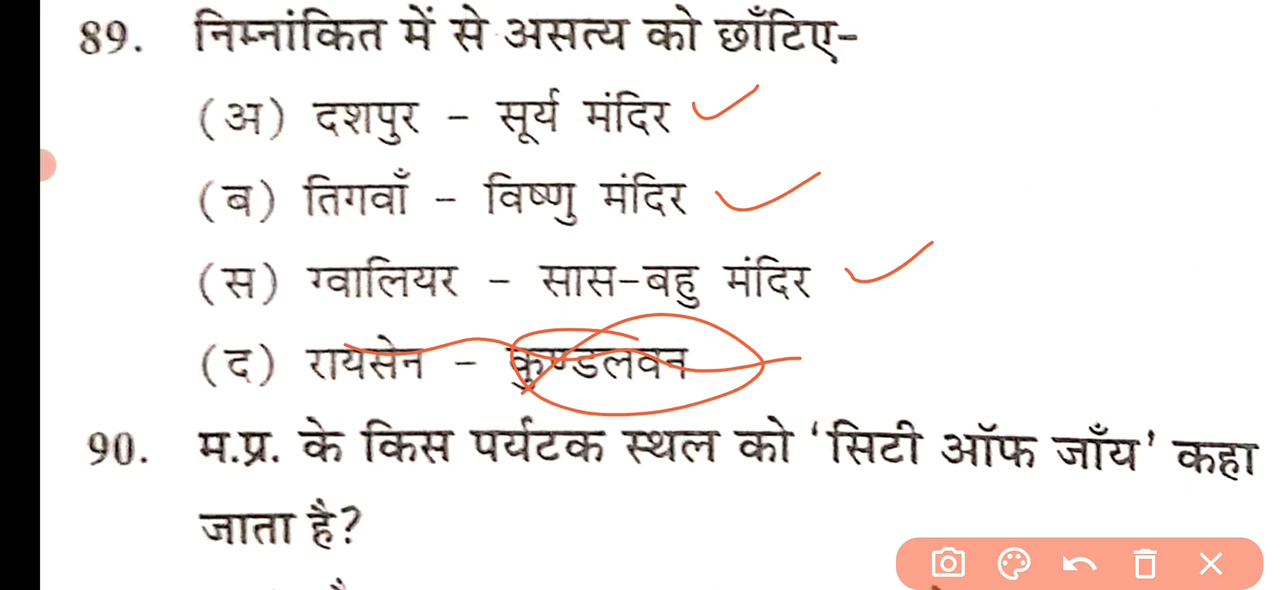 89. निम्नांकित में से असत्य को छाँटिए-
(अ) दशपुर - सूर्य मंदिर
(ब) तिगवाँ - विष्णु मंदिर
(स) ग्वालियर - सास-बहु मंदिर
(द) रायसेन - कुण्डलवन
90. म.प्र. के किस पर्यटक स्थल को 'सिटी ऑफ जाँय' कहा
जाता है?